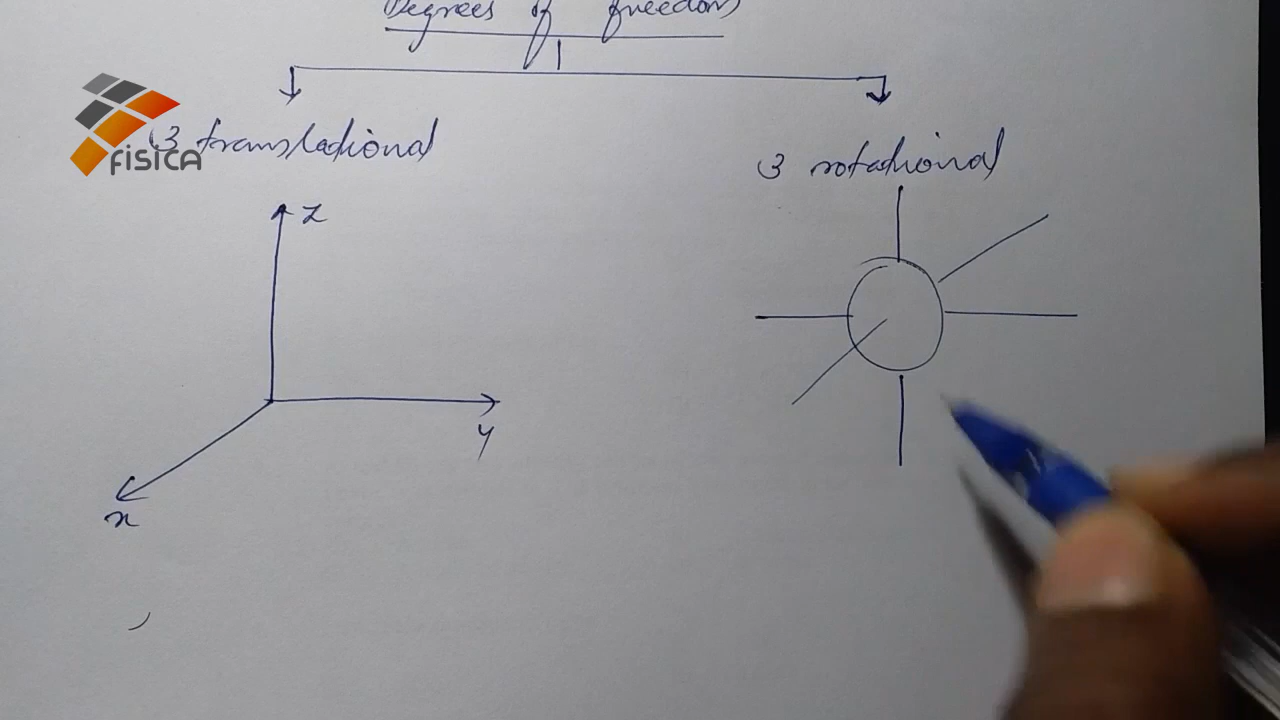 Degrees of freedom
3 translational
3 rotational
FISICA
z
y
x